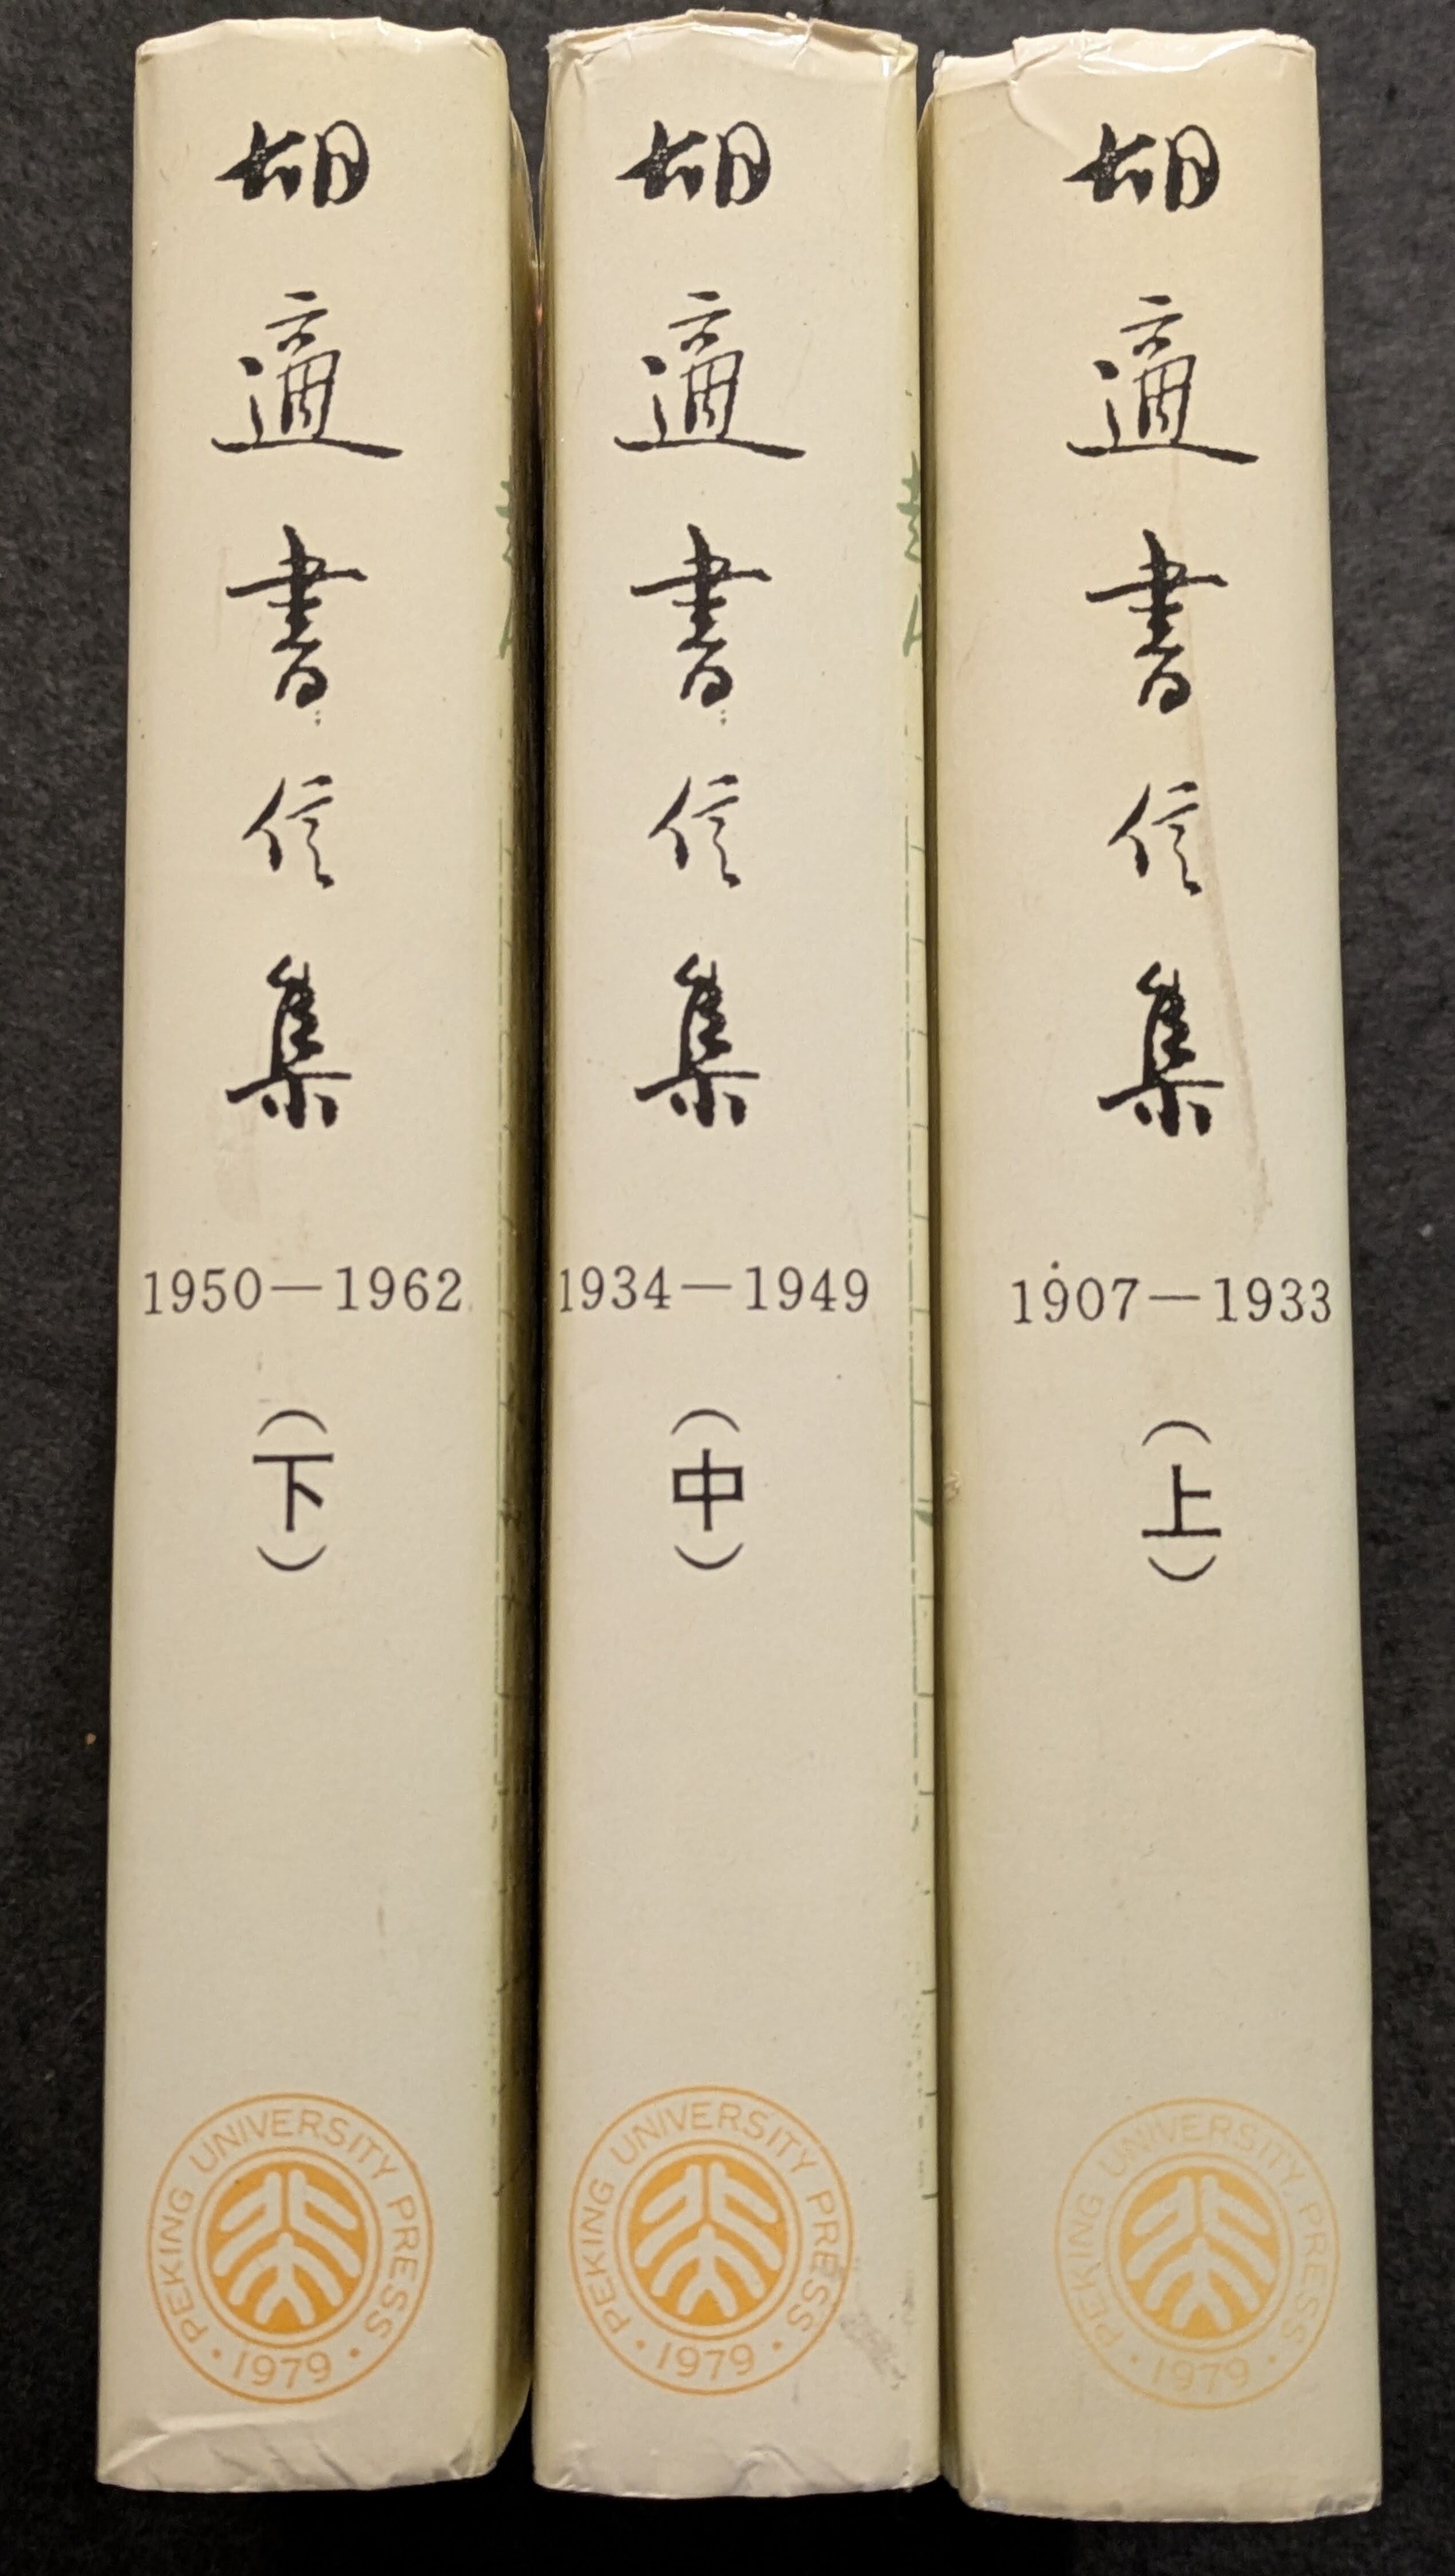 胡適書信集
1950—1962
（下）
PEKING UNIVERSITY PRESS
·1979·
胡適書信集
1934—1949
（中）
PEKING UNIVERSITY PRESS
·1979·
胡適書信集
1907—1933
（上）
PEKING UNIVERSITY PRESS
·1979·